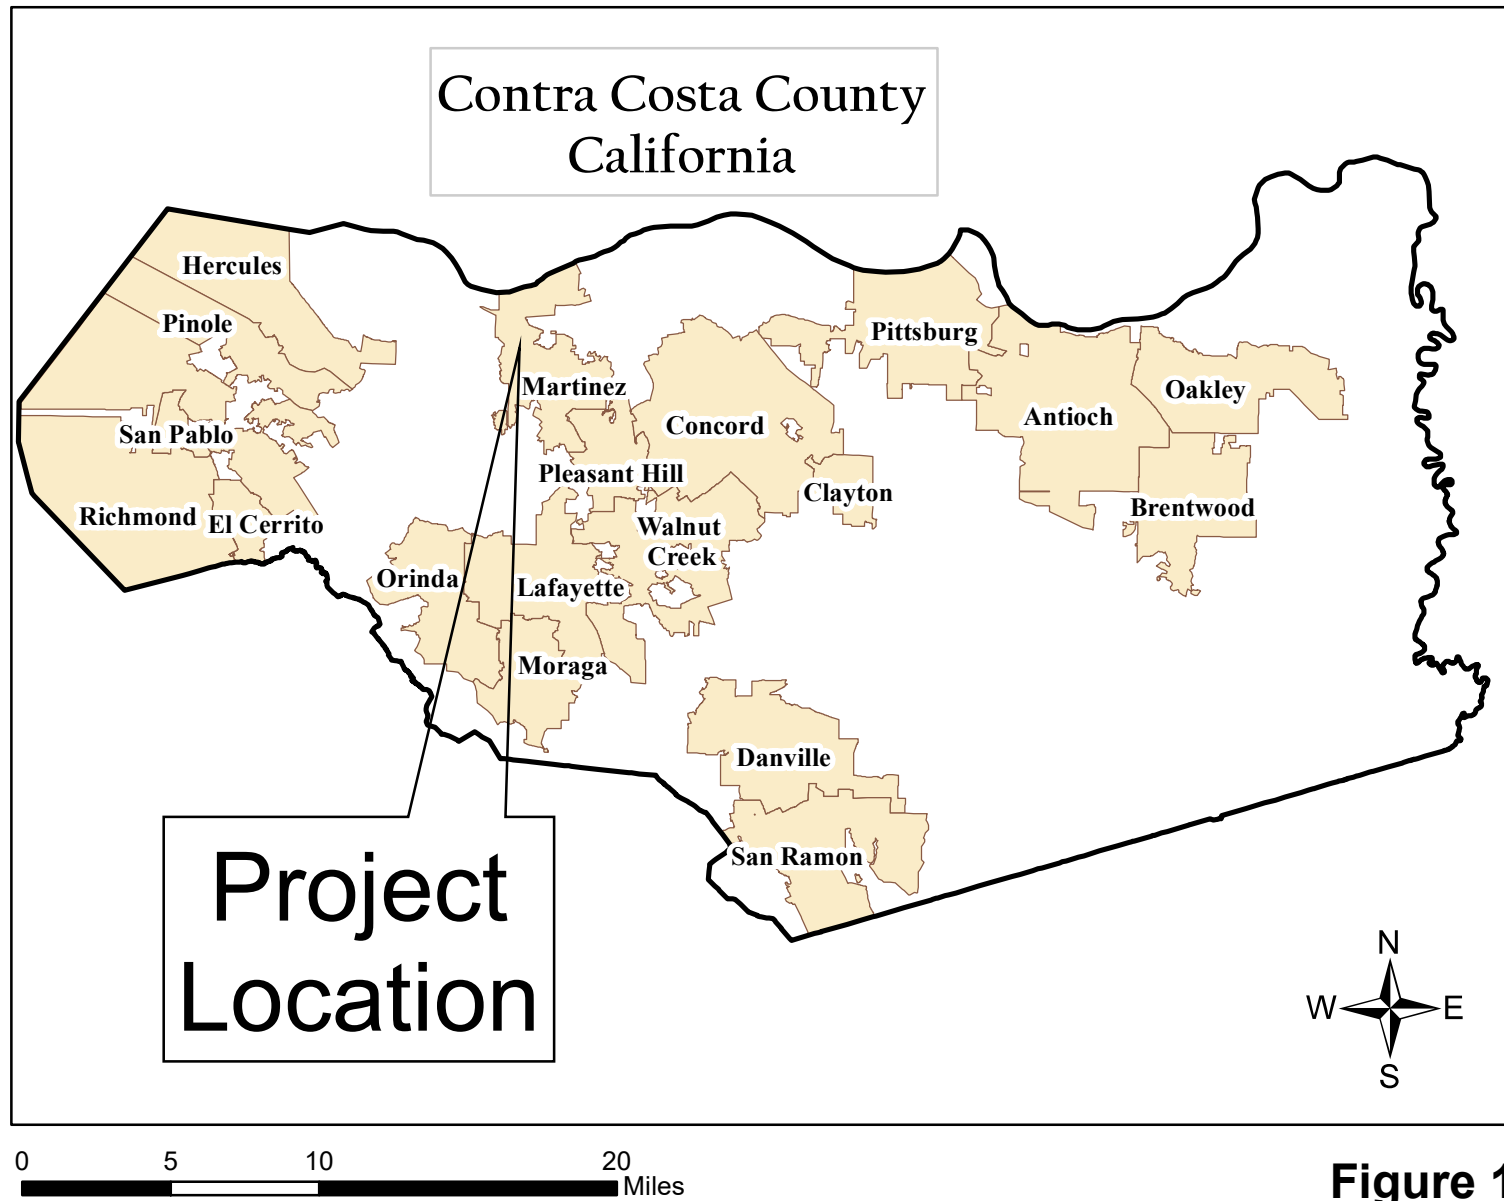 Contra Costa County
California
Hercules
Pinole
San Pablo
Richmond
El Cerrito
Martinez
Pleasant Hill
Concord
Clayton
Walnut
Creek
Pittsburg
Antioch
Oakley
Brentwood
Orinda
Lafayette
Moraga
Danville
San Ramon
Project
Location
N
W E
S
0 5 10 20
Miles
Figure 1